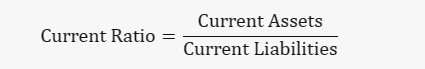 Current Ratio = Current Assets / Current Liabilities